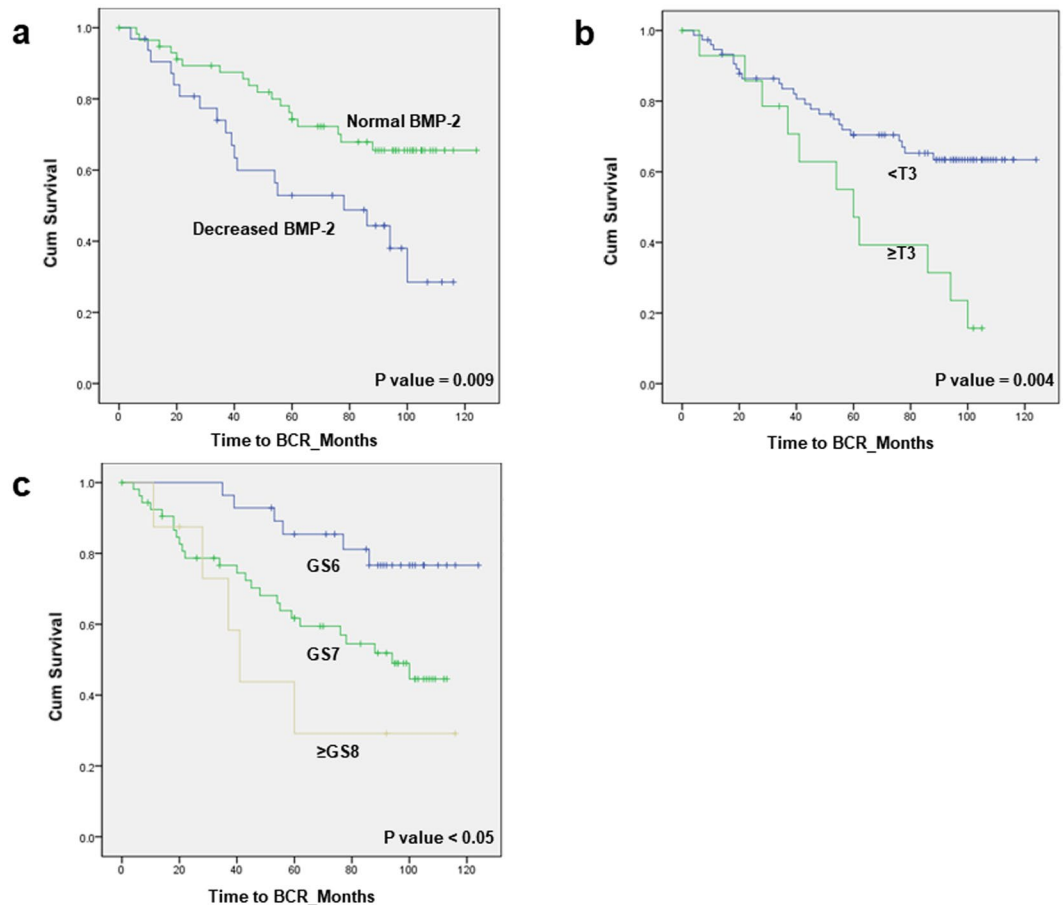 a
1.0
0.8
0.6
0.4
0.2
0.0
Cum Survival
Normal BMP-2
Decreased BMP-2
P value = 0.009
0 20 40 60 80 100 120
Time to BCR_Months
b
1.0
0.8
0.6
0.4
0.2
0.0
Cum Survival
<T3
≥T3
P value = 0.004
0 20 40 60 80 100 120
Time to BCR_Months
c
1.0
0.8
0.6
0.4
0.2
0.0
Cum Survival
GS6
GS7
≥GS8
P value < 0.05
0 20 40 60 80 100 120
Time to BCR_Months